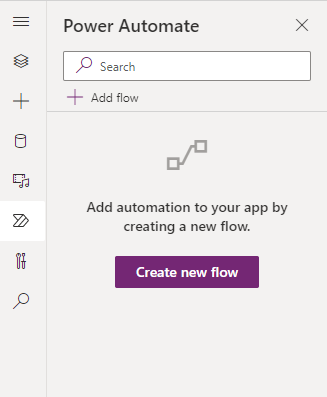 Power Automate
Search
Add flow
Add automation to your app by
creating a new flow.
Create new flow